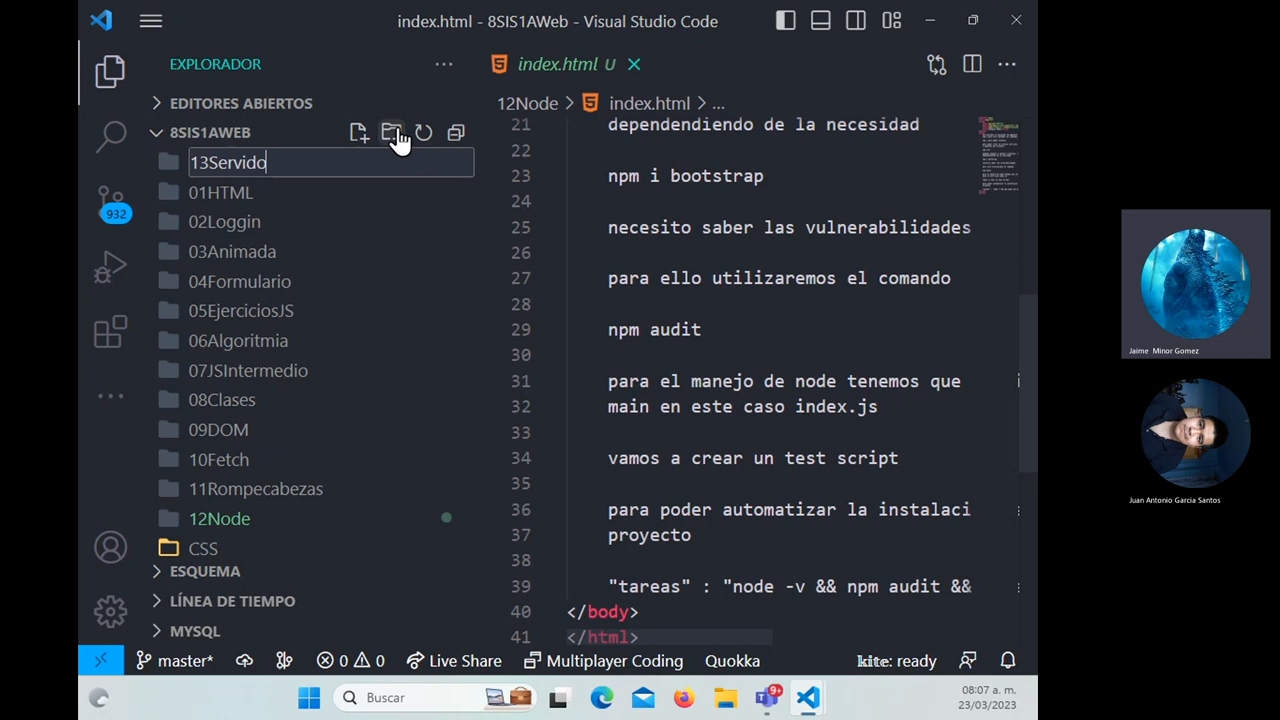 index.html - 8SIS1AWeb - Visual Studio Code
EXPLORADOR
EDITORES ABIERTOS
8SIS1AWEB
13Servido
01HTML
02Loggin
03Animada
04Formulario
05EjerciciosJS
06Algoritmia
07JSIntermedio
08Clases
09DOM
10Fetch
11Rompecabezas
12Node
CSS
ESQUEMA
LÍNEA DE TIEMPO
MYSQL
932
index.html U
12Node > index.html > ...
21 dependendiendo de la necesidad
22
23 npm i bootstrap
24
25 necesito saber las vulnerabilidades
26
27 para ello utilizaremos el comando
28
29 npm audit
30
31 para el manejo de node tenemos que
32 main en este caso index.js
33
34 vamos a crear un test script
35
36 para poder automatizar la instalaci
37 proyecto
38
39 "tareas" : "node -v && npm audit &&
40 </body>
41 </html>
master* 0 0 Live Share Multiplayer Coding Quokka kite: ready
Buscar
9+
08:07 a. m.
23/03/2023
Jaime Minor Gomez
Juan Antonio Garcia Santos